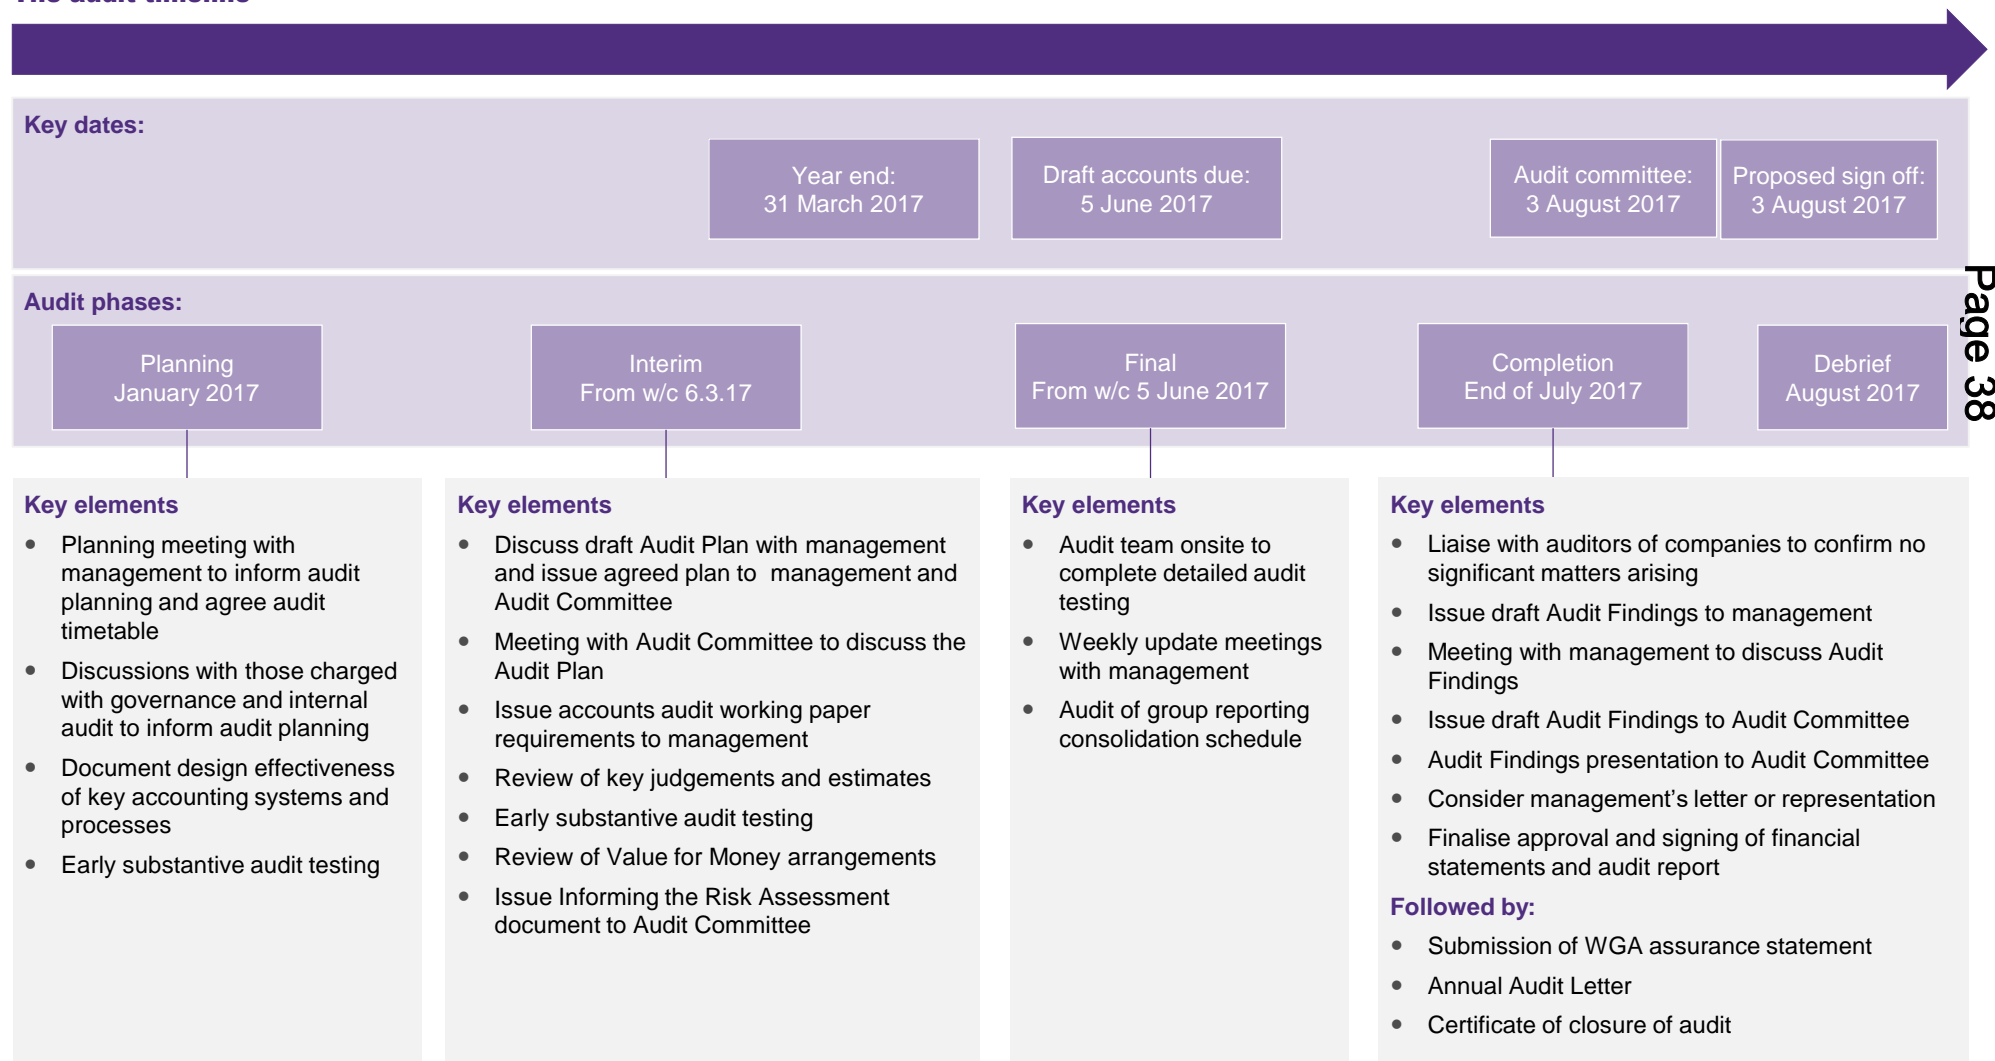 The audit timeline
Key dates:
Year end:
31 March 2017
Draft accounts due:
5 June 2017
Audit committee:
3 August 2017
Proposed sign off:
3 August 2017
Audit phases:
Planning
January 2017
Interim
From w/c 6.3.17
Final
From w/c 5 June 2017
Completion
End of July 2017
Debrief
August 2017
Page 38
Key elements
• Planning meeting with
management to inform audit
planning and agree audit
timetable
• Discussions with those charged
with governance and internal
audit to inform audit planning
• Document design effectiveness
of key accounting systems and
processes
• Early substantive audit testing
Key elements
• Discuss draft Audit Plan with management
and issue agreed plan to  management and
Audit Committee
• Meeting with Audit Committee to discuss the
Audit Plan
• Issue accounts audit working paper
requirements to management
• Review of key judgements and estimates
• Early substantive audit testing
• Review of Value for Money arrangements
• Issue Informing the Risk Assessment
document to Audit Committee
Key elements
• Audit team onsite to
complete detailed audit
testing
• Weekly update meetings
with management
• Audit of group reporting
consolidation schedule
Key elements
• Liaise with auditors of companies to confirm no
significant matters arising
• Issue draft Audit Findings to management
• Meeting with management to discuss Audit
Findings
• Issue draft Audit Findings to Audit Committee
• Audit Findings presentation to Audit Committee
• Consider management's letter or representation
• Finalise approval and signing of financial
statements and audit report
Followed by:
• Submission of WGA assurance statement
• Annual Audit Letter
• Certificate of closure of audit